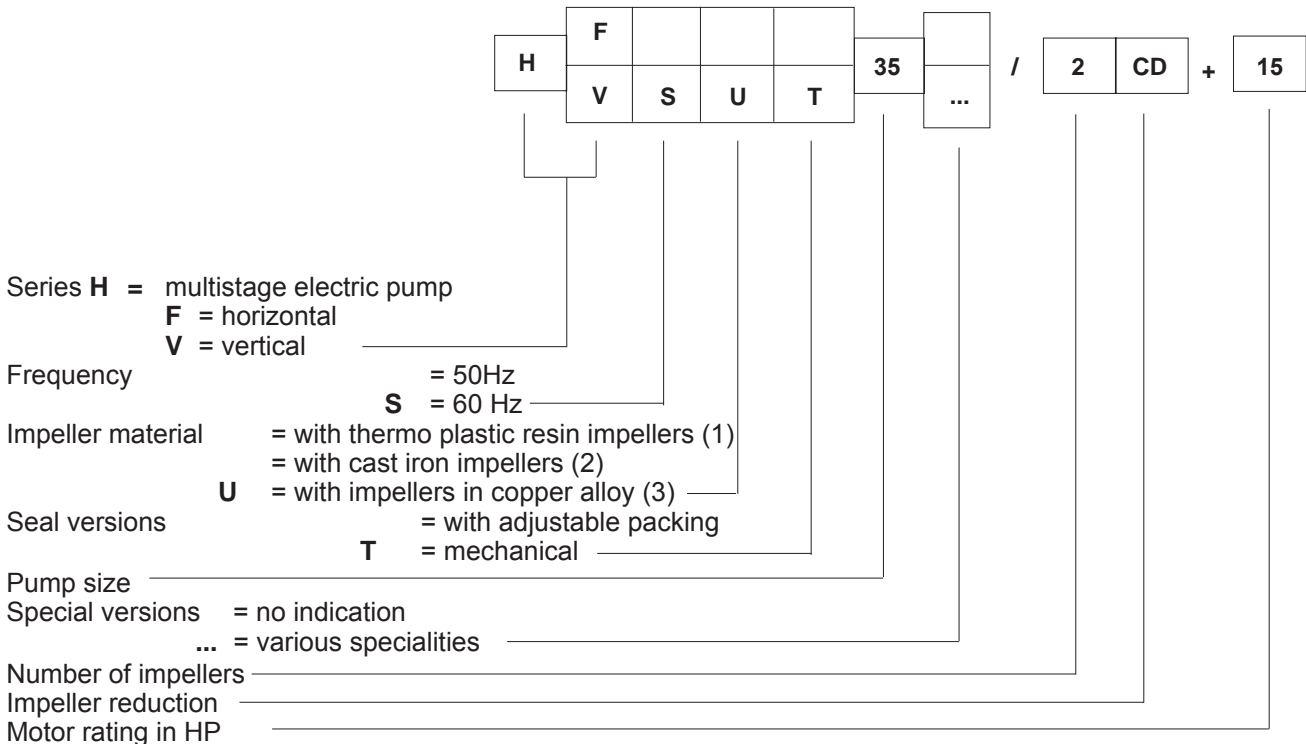 F
H 35 / 2 CD + 15
V S U T ...
Series H = multistage electric pump
F = horizontal
V = vertical
Frequency = 50Hz
S = 60 Hz
Impeller material = with thermo plastic resin impellers (1)
= with cast iron impellers (2)
U = with impellers in copper alloy (3)
Seal versions = with adjustable packing
T = mechanical
Pump size
Special versions = no indication
... = various specialities
Number of impellers
Impeller reduction
Motor rating in HP